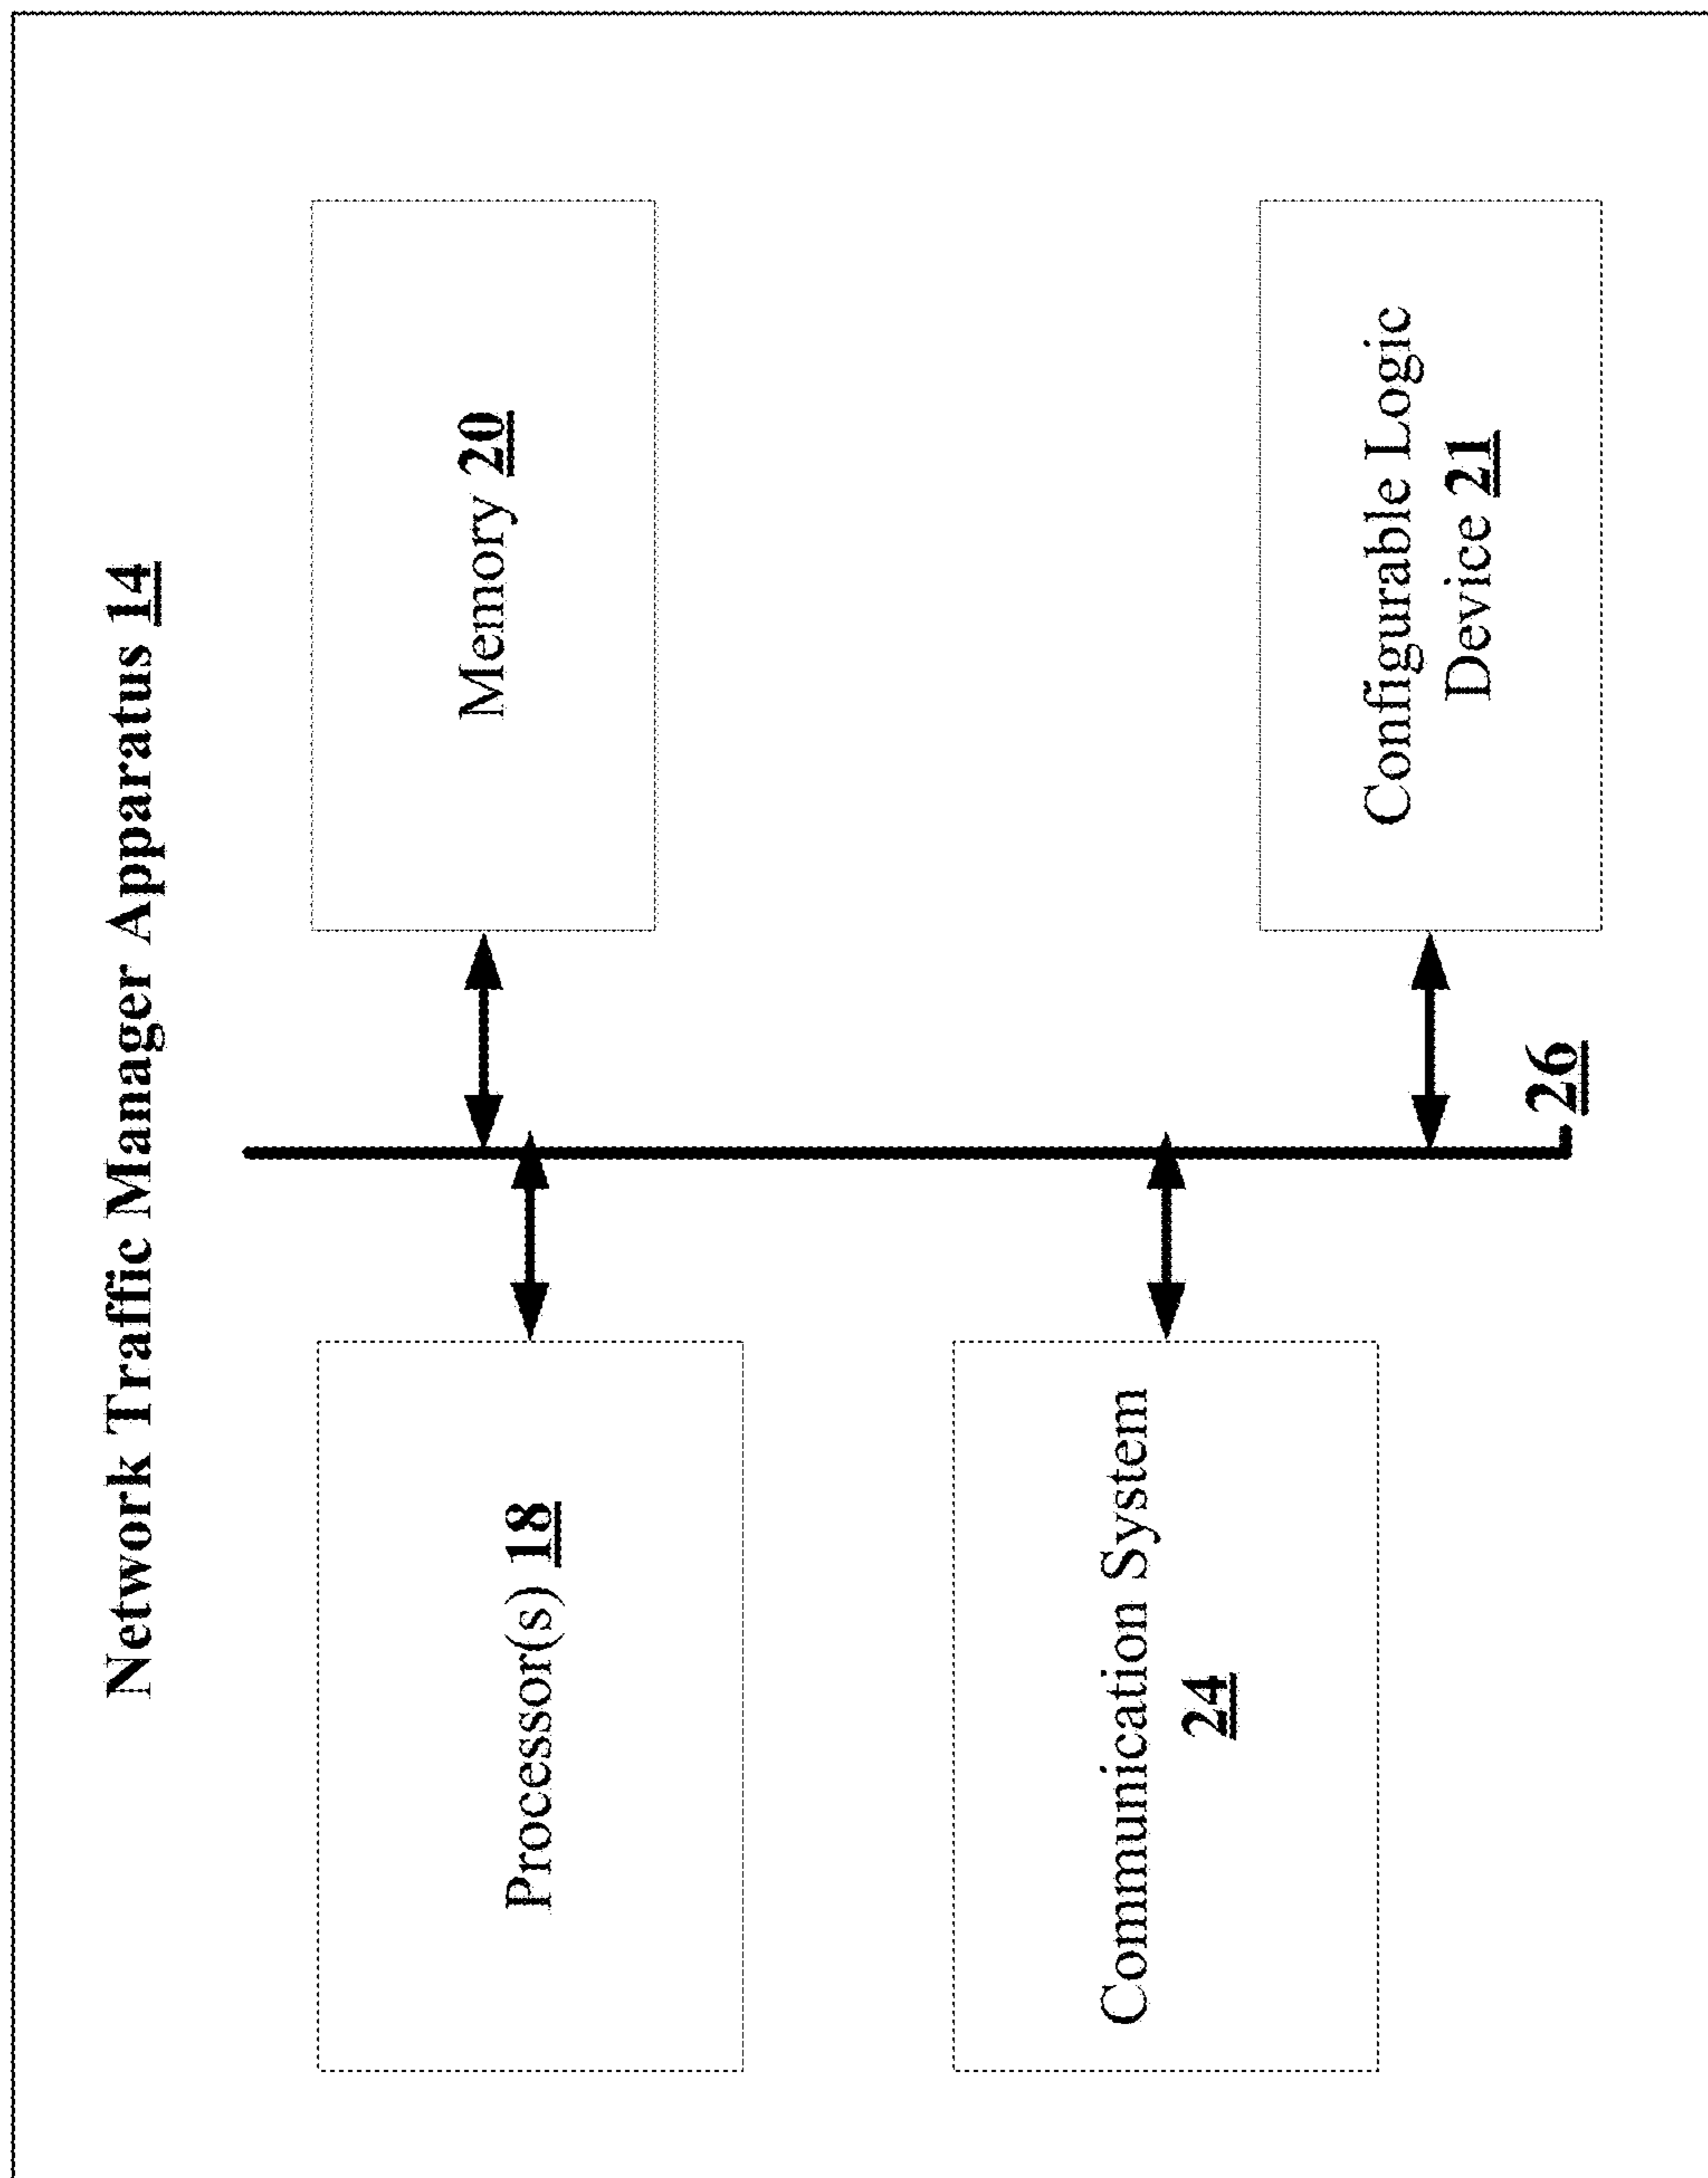 Network Traffic Manager Apparatus 14
Processor(s) 18
Memory 20
Communication System
24
Configurable Logic
Device 21
26